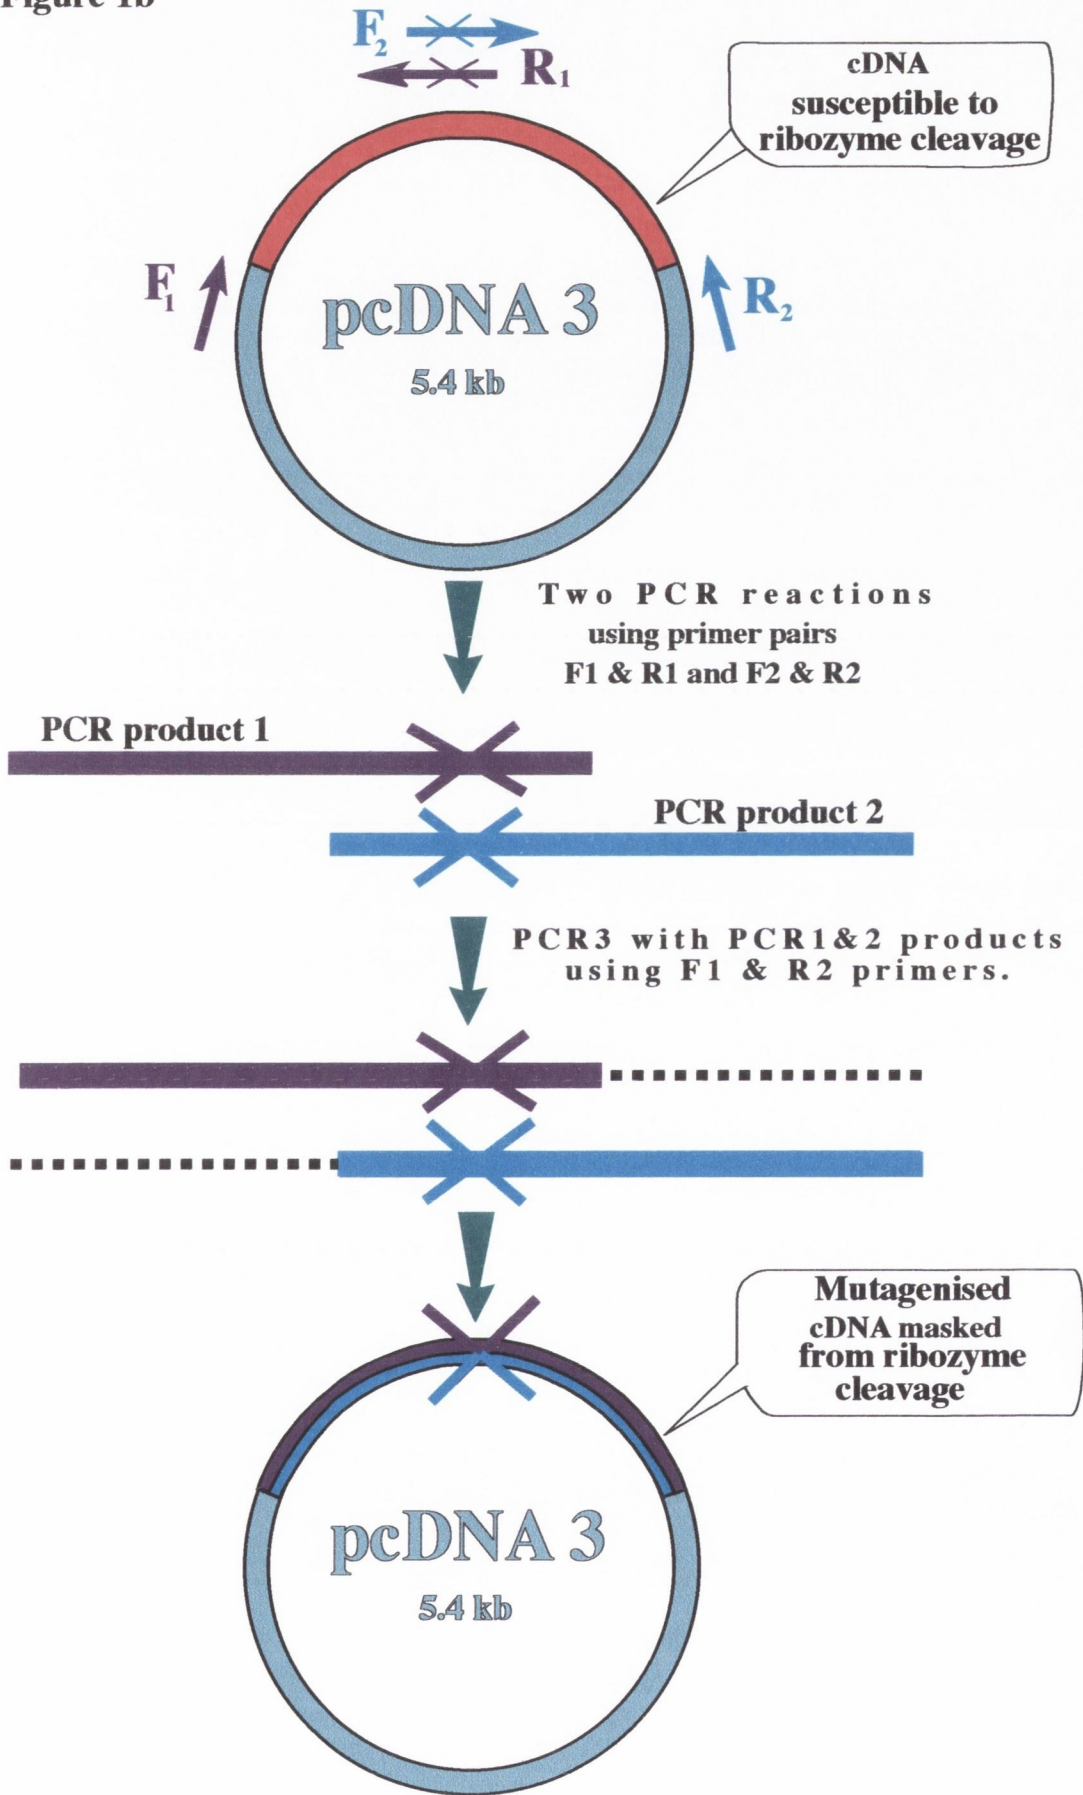 Figure 1b
F2
R1
cDNA
susceptible to
ribozyme cleavage
F1
R2
pcDNA 3
5.4 kb
Two PCR reactions
using primer pairs
F1 & R1 and F2 & R2
PCR product 1
PCR product 2
PCR3 with PCR1&2 products
using F1 & R2 primers.
Mutagenised
cDNA masked
from ribozyme
cleavage
pcDNA 3
5.4 kb